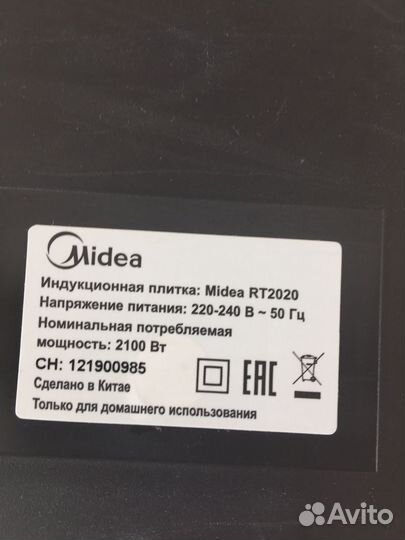 Midea
Индукционная плитка: Midea RT2020
Напряжение питания: 220-240 В ~ 50 Гц
Номинальная потребляемая
мощность: 2100 Вт
СН: 121900985
Сделано в Китае
Только для домашнего использования
EAC
Avito